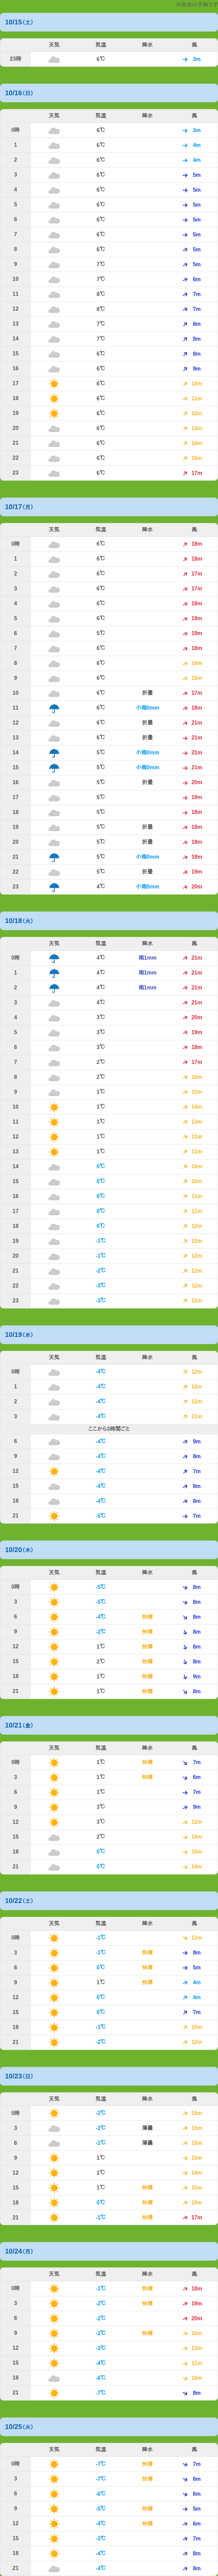 10/15(土)
天気 気温 降水 風
23時 6℃ 3m
10/16(日)
天気 気温 降水 風
0時 6℃ 3m
1 6℃ 4m
2 6℃ 4m
3 6℃ 5m
4 6℃ 5m
5 6℃ 5m
6 6℃ 5m
7 6℃ 5m
8 6℃ 5m
9 7℃ 5m
10 7℃ 6m
11 8℃ 7m
12 8℃ 7m
13 7℃ 8m
14 7℃ 8m
15 6℃ 8m
16 6℃ 9m
17 6℃ 10m
18 6℃ 11m
19 6℃ 12m
20 6℃ 13m
21 6℃ 14m
22 6℃ 15m
23 6℃ 17m
10/17(月)
天気 気温 降水 風
0時 6℃ 18m
1 6℃ 18m
2 6℃ 17m
3 6℃ 17m
4 6℃ 18m
5 6℃ 19m
6 5℃ 19m
7 6℃ 18m
8 6℃ 16m
9 6℃ 16m
10 6℃ 折畳 17m
11 6℃ 小雨0mm 18m
12 6℃ 折畳 21m
13 6℃ 折畳 21m
14 5℃ 小雨0mm 21m
15 5℃ 小雨0mm 21m
16 5℃ 折畳 20m
17 5℃ 19m
18 5℃ 18m
19 5℃ 折畳 18m
20 5℃ 折畳 18m
21 5℃ 小雨0mm 18m
22 5℃ 折畳 19m
23 4℃ 小雨0mm 20m
10/18(火)
天気 気温 降水 風
0時 4℃ 雨1mm 21m
1 4℃ 雨1mm 21m
2 4℃ 雨1mm 21m
3 4℃ 21m
4 3℃ 20m
5 3℃ 19m
6 3℃ 18m
7 2℃ 17m
8 2℃ 16m
9 1℃ 15m
10 1℃ 14m
11 1℃ 13m
12 1℃ 11m
13 1℃ 11m
14 0℃ 10m
15 0℃ 10m
16 0℃ 11m
17 0℃ 11m
18 0℃ 12m
19 -1℃ 12m
20 -1℃ 12m
21 -2℃ 12m
22 -3℃ 12m
23 -3℃ 12m
10/19(水)
天気 気温 降水 風
0時 -4℃ 12m
1 -4℃ 12m
2 -4℃ 12m
3 -4℃ 11m
ここから3時間ごと
6 -4℃ 9m
9 -4℃ 8m
12 -4℃ 7m
15 -4℃ 8m
18 -4℃ 8m
21 -5℃ 7m
10/20(木)
天気 気温 降水 風
0時 -5℃ 8m
3 -5℃ 8m
6 -4℃ 快晴 8m
9 -2℃ 快晴 8m
12 1℃ 快晴 8m
15 2℃ 快晴 8m
18 1℃ 快晴 9m
21 1℃ 快晴 8m
10/21(金)
天気 気温 降水 風
0時 1℃ 快晴 7m
3 1℃ 快晴 6m
6 1℃ 7m
9 3℃ 9m
12 3℃ 12m
15 2℃ 14m
18 0℃ 16m
21 0℃ 14m
10/22(土)
天気 気温 降水 風
0時 -1℃ 12m
3 -1℃ 快晴 8m
6 0℃ 快晴 5m
9 1℃ 快晴 4m
12 0℃ 4m
15 0℃ 7m
18 -1℃ 10m
21 -2℃ 12m
10/23(日)
天気 気温 降水 風
0時 -2℃ 15m
3 -2℃ 薄曇 15m
6 -1℃ 薄曇 15m
9 1℃ 15m
12 1℃ 14m
15 1℃ 快晴 15m
18 0℃ 快晴 15m
21 -1℃ 快晴 17m
10/24(月)
天気 気温 降水 風
0時 -1℃ 快晴 18m
3 -2℃ 快晴 19m
6 -2℃ 20m
9 -2℃ 快晴 16m
12 -3℃ 13m
15 -4℃ 11m
18 -6℃ 10m
21 -7℃ 8m
10/25(火)
天気 気温 降水 風
0時 -7℃ 快晴 7m
3 -7℃ 快晴 6m
6 -6℃ 6m
9 -5℃ 快晴 5m
12 -4℃ 快晴 6m
15 -3℃ 7m
18 -4℃ 8m
21 -4℃ 8m